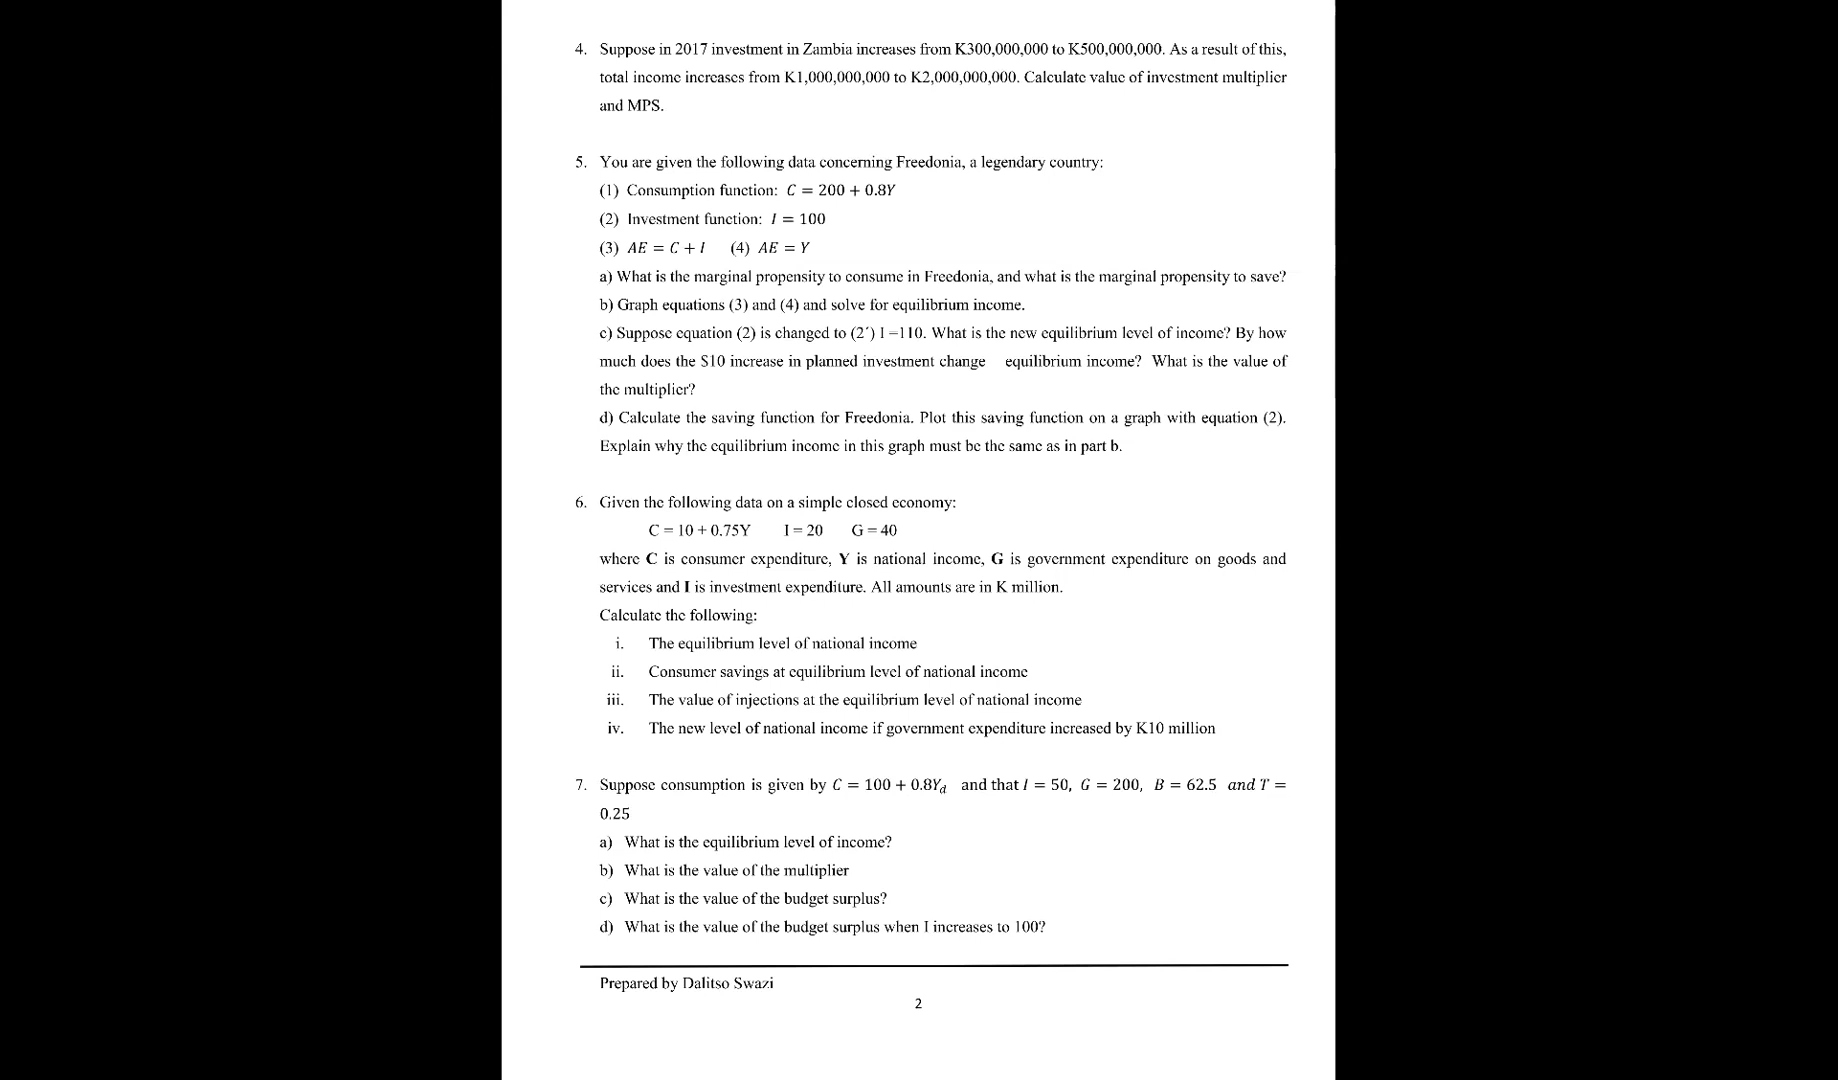 4. Suppose in 2017 investment in Zambia increases from K300,000,000 to K500,000,000. As a result of this,
total income increases from K1,000,000,000 to K2,000,000,000. Calculate value of investment multiplier
and MPS.
5. You are given the following data concerning Freedonia, a legendary country:
(1) Consumption function: C = 200 + 0.8Y
(2) Investment function: I = 100
(3) AE = C + I (4) AE = Y
a) What is the marginal propensity to consume in Freedonia, and what is the marginal propensity to save?
b) Graph equations (3) and (4) and solve for equilibrium income.
c) Suppose equation (2) is changed to (2´) I =110. What is the new equilibrium level of income? By how
much does the $10 increase in planned investment change equilibrium income? What is the value of
the multiplier?
d) Calculate the saving function for Freedonia. Plot this saving function on a graph with equation (2).
Explain why the equilibrium income in this graph must be the same as in part b.
6. Given the following data on a simple closed economy:
C = 10 + 0.75Y I = 20 G = 40
where C is consumer expenditure, Y is national income, G is government expenditure on goods and
services and I is investment expenditure. All amounts are in K million.
Calculate the following:
i. The equilibrium level of national income
ii. Consumer savings at equilibrium level of national income
iii. The value of injections at the equilibrium level of national income
iv. The new level of national income if government expenditure increased by K10 million
7. Suppose consumption is given by C = 100 + 0.8Yd and that I = 50, G = 200, B = 62.5 and T =
0.25
a) What is the equilibrium level of income?
b) What is the value of the multiplier
c) What is the value of the budget surplus?
d) What is the value of the budget surplus when I increases to 100?
Prepared by Dalitso Swazi
2